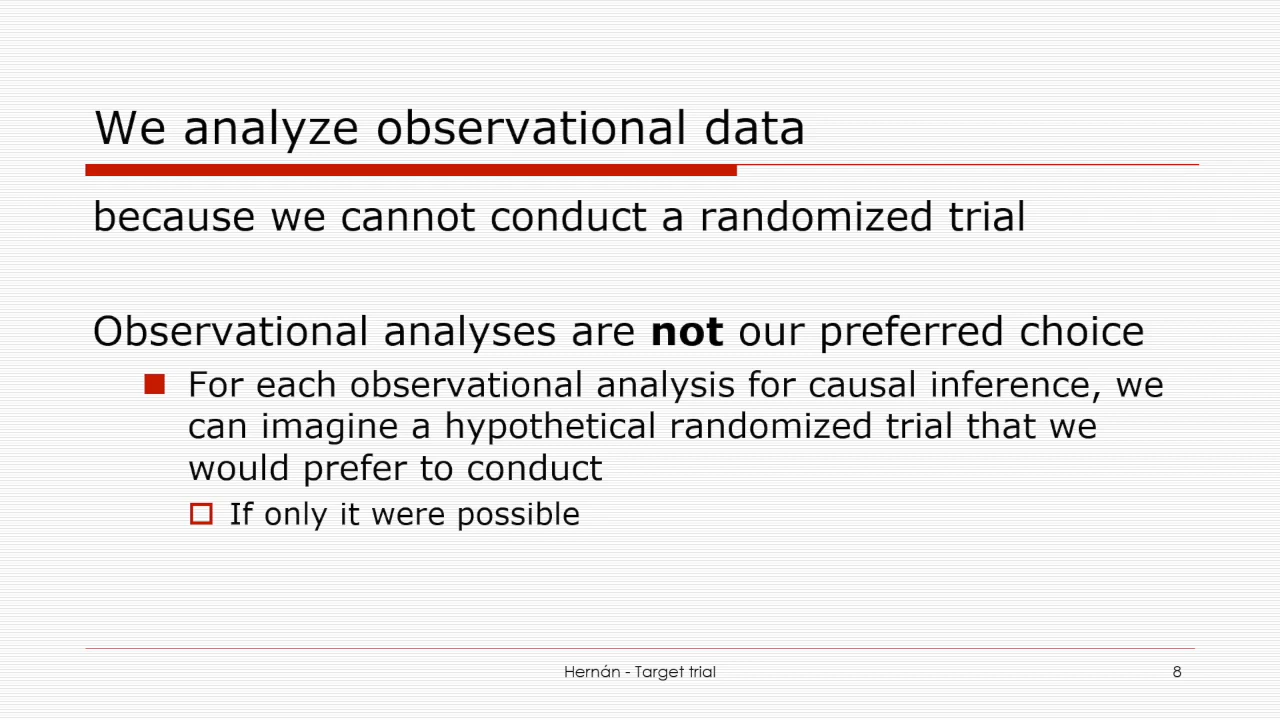 We analyze observational data
because we cannot conduct a randomized trial
Observational analyses are not our preferred choice
For each observational analysis for causal inference, we
can imagine a hypothetical randomized trial that we
would prefer to conduct
If only it were possible
Hernán - Target trial
8